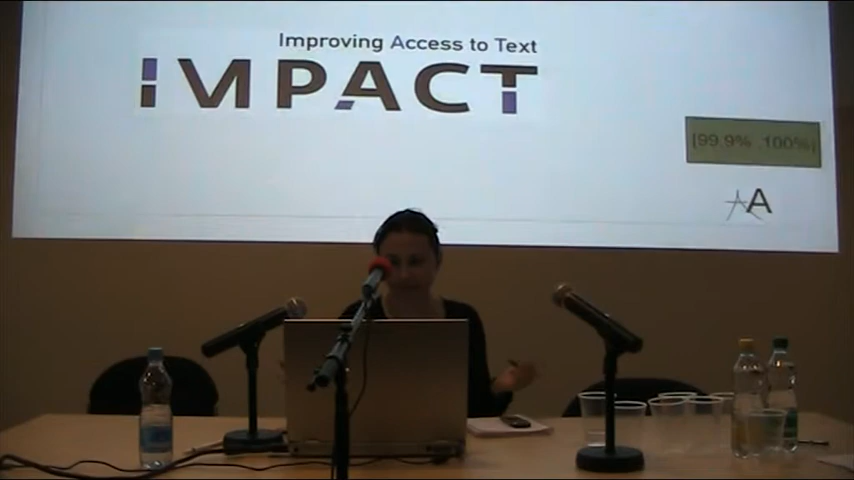 Improving Access to Text
IMPACT
[99.9% .100%]
A A